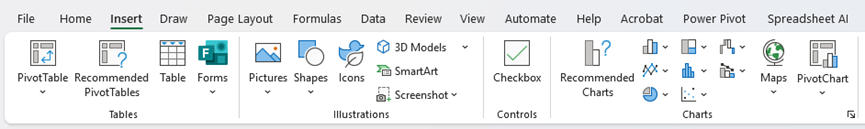 File Home Insert Draw Page Layout Formulas Data Review View Automate Help Acrobat Power Pivot Spreadsheet AI
PivotTable
Recommended
PivotTables
Table
Forms
Tables
Pictures
Shapes
Icons
3D Models
SmartArt
Screenshot
Illustrations
Checkbox
Controls
Recommended
Charts
Maps
PivotChart
Charts